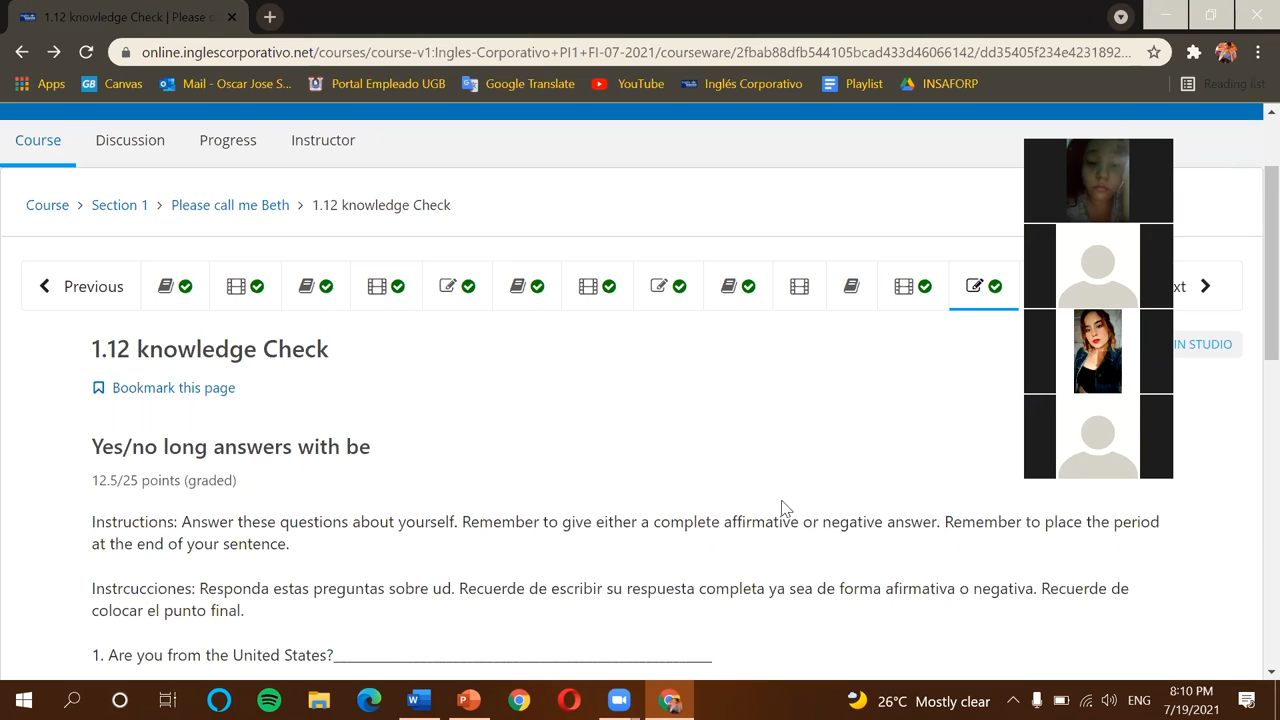 1.12 knowledge Check | Please c
online.inglescorporativo.net/courses/course-v1:Ingles-Corporativo+PI1+FI-07-2021/courseware/2fbab88dfb544105bcad433d46066142/dd35405f234e4231892...
Apps Canvas Mail - Oscar Jose S... Portal Empleado UGB Google Translate YouTube Inglés Corporativo Playlist INSAFORP Reading list
Course Discussion Progress Instructor
Course > Section 1 > Please call me Beth > 1.12 knowledge Check
Previous xt
1.12 knowledge Check
IN STUDIO
Bookmark this page
Yes/no long answers with be
12.5/25 points (graded)
Instructions: Answer these questions about yourself. Remember to give either a complete affirmative or negative answer. Remember to place the period
at the end of your sentence.
Instrcucciones: Responda estas preguntas sobre ud. Recuerde de escribir su respuesta completa ya sea de forma afirmativa o negativa. Recuerde de
colocar el punto final.
1. Are you from the United States?___________________________________________
26°C Mostly clear ENG 8:10 PM
7/19/2021